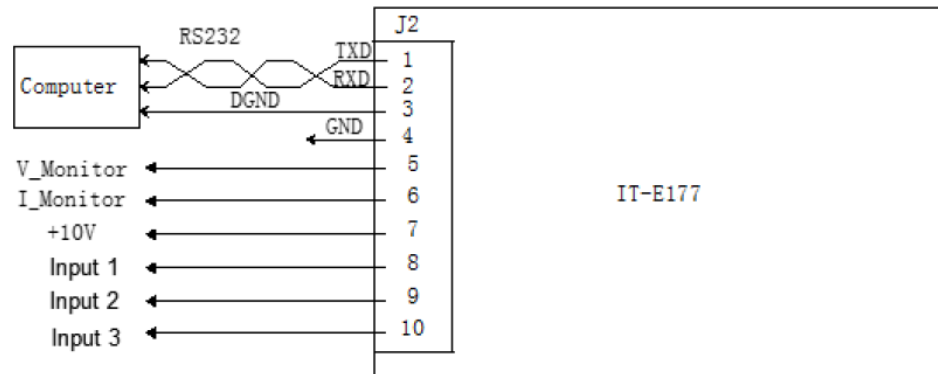 J2
RS232
TXD
1
Computer
RXD
2
DGND
3
GND
4
V_Monitor
5
I_Monitor
6
IT-E177
+10V
7
Input 1
8
Input 2
9
Input 3
10